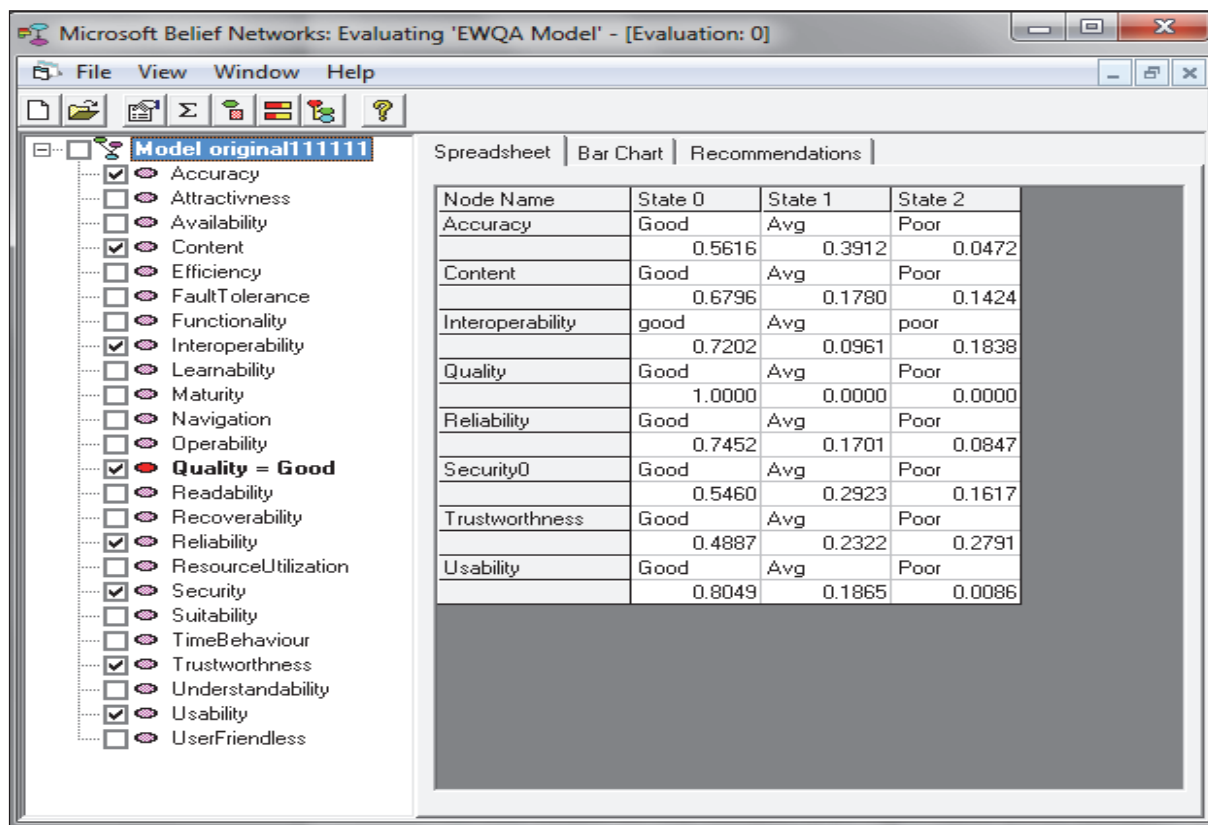 Microsoft Belief Networks: Evaluating 'EWQA Model' - [Evaluation: 0]
File View Window Help
Model original111111
Accuracy
Attractivness
Availability
Content
Efficiency
FaultTolerance
Functionality
Interoperability
Learnability
Maturity
Navigation
Operability
Quality = Good
Readability
Recoverability
Reliability
ResourceUtilization
Security
Suitability
TimeBehaviour
Trustworthness
Understandability
Usability
UserFriendless
Spreadsheet Bar Chart Recommendations
Node Name State 0 State 1 State 2
Accuracy Good Avg Poor
0.5616 0.3912 0.0472
Content Good Avg Poor
0.6796 0.1780 0.1424
Interoperability good Avg poor
0.7202 0.0961 0.1838
Quality Good Avg Poor
1.0000 0.0000 0.0000
Reliability Good Avg Poor
0.7452 0.1701 0.0847
Security0 Good Avg Poor
0.5460 0.2923 0.1617
Trustworthness Good Avg Poor
0.4887 0.2322 0.2791
Usability Good Avg Poor
0.8049 0.1865 0.0086